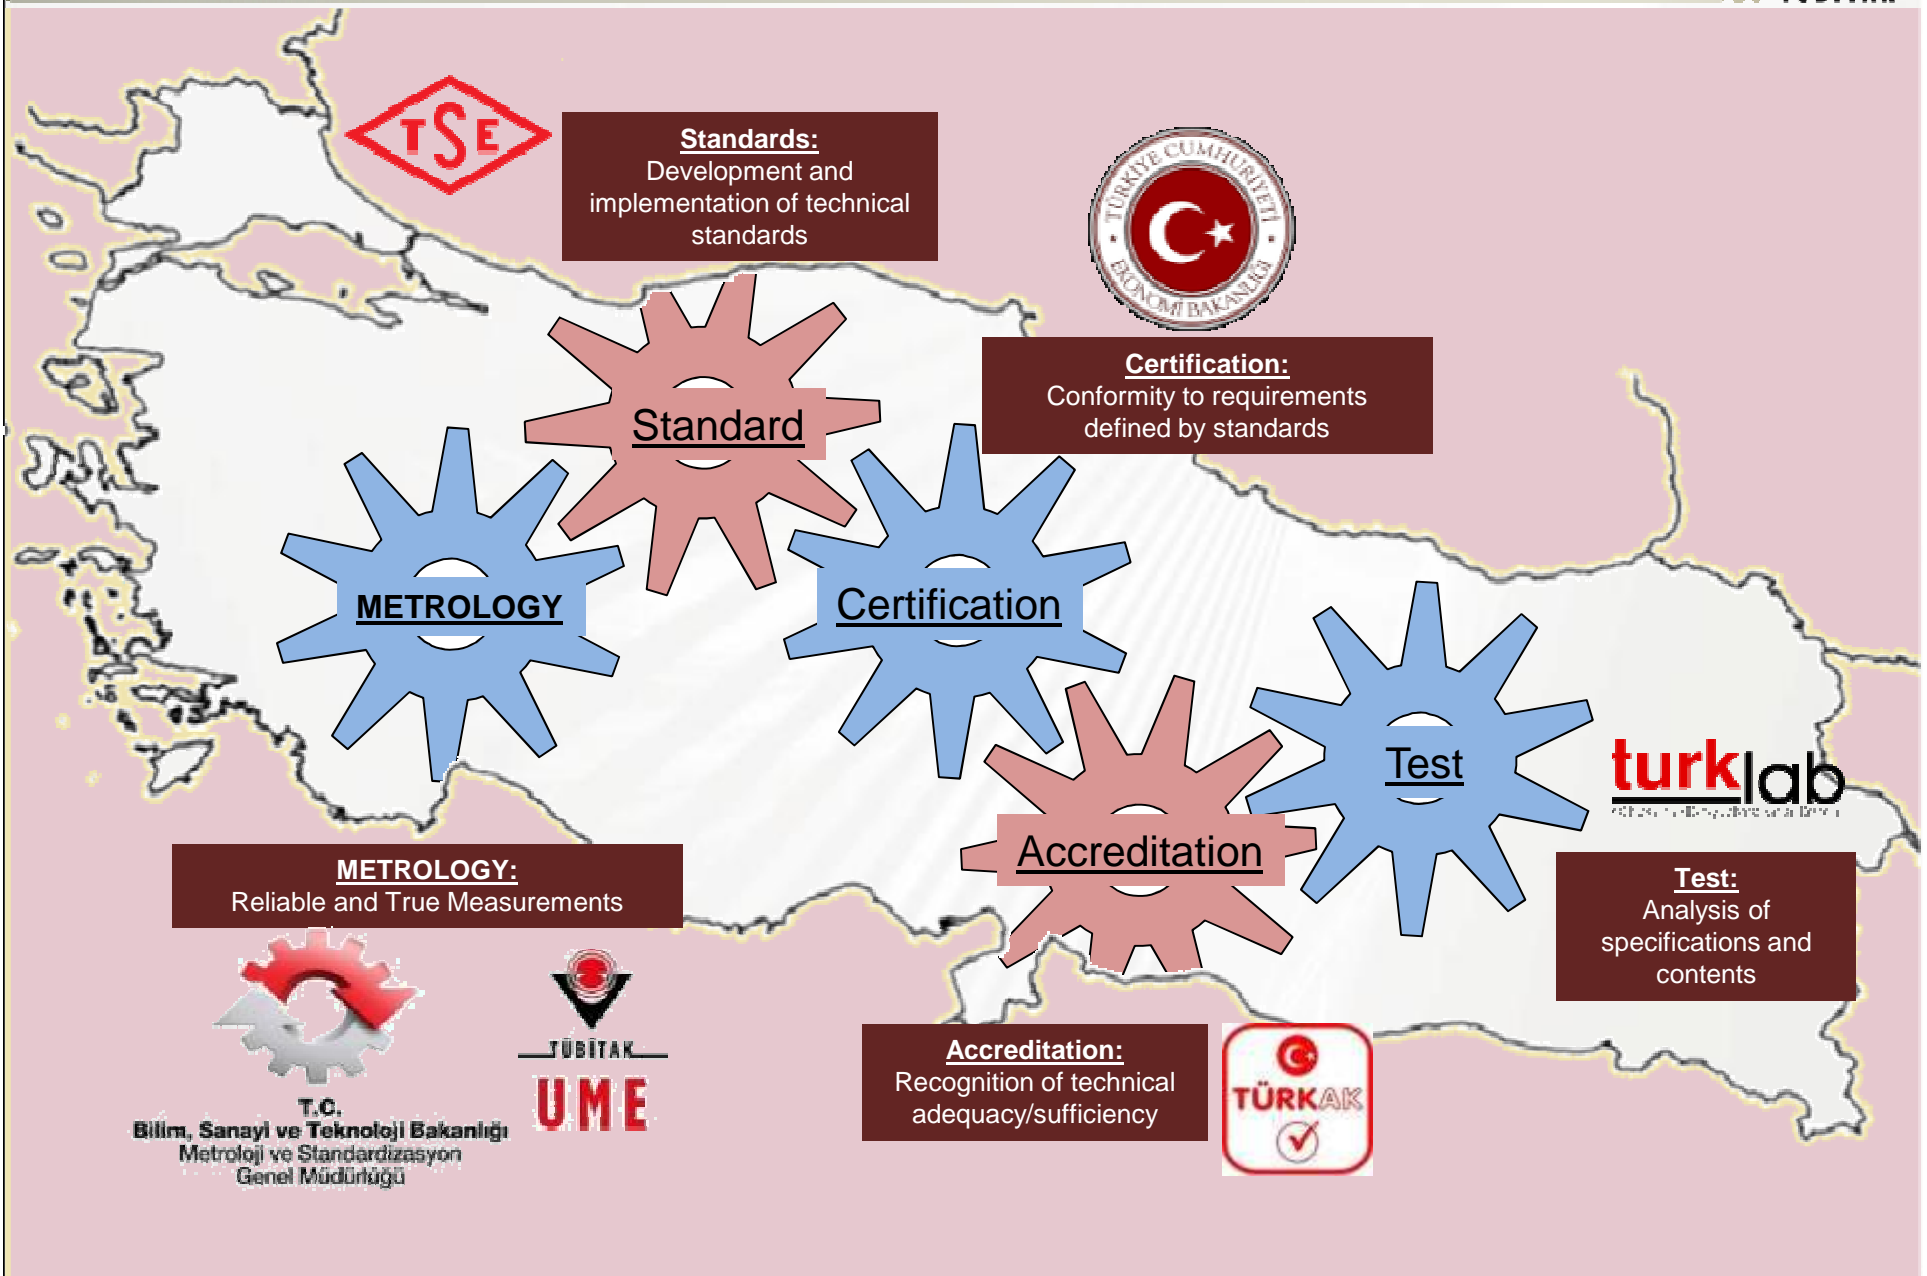 TSE
Standards:
Development and
implementation of technical
standards
TÜRKİYE CUMHURİYETİ
EKONOMİ BAKANLIĞI
Certification:
Conformity to requirements
defined by standards
Standard
METROLOGY
Certification
Test
Accreditation
turklab
METROLOGY:
Reliable and True Measurements
Test:
Analysis of
specifications and
contents
TÜBİTAK
UME
T.C.
Bilim, Sanayi ve Teknoloji Bakanlığı
Metroloji ve Standardizasyon
Genel Müdürlüğü
Accreditation:
Recognition of technical
adequacy/sufficiency
TÜRKAK